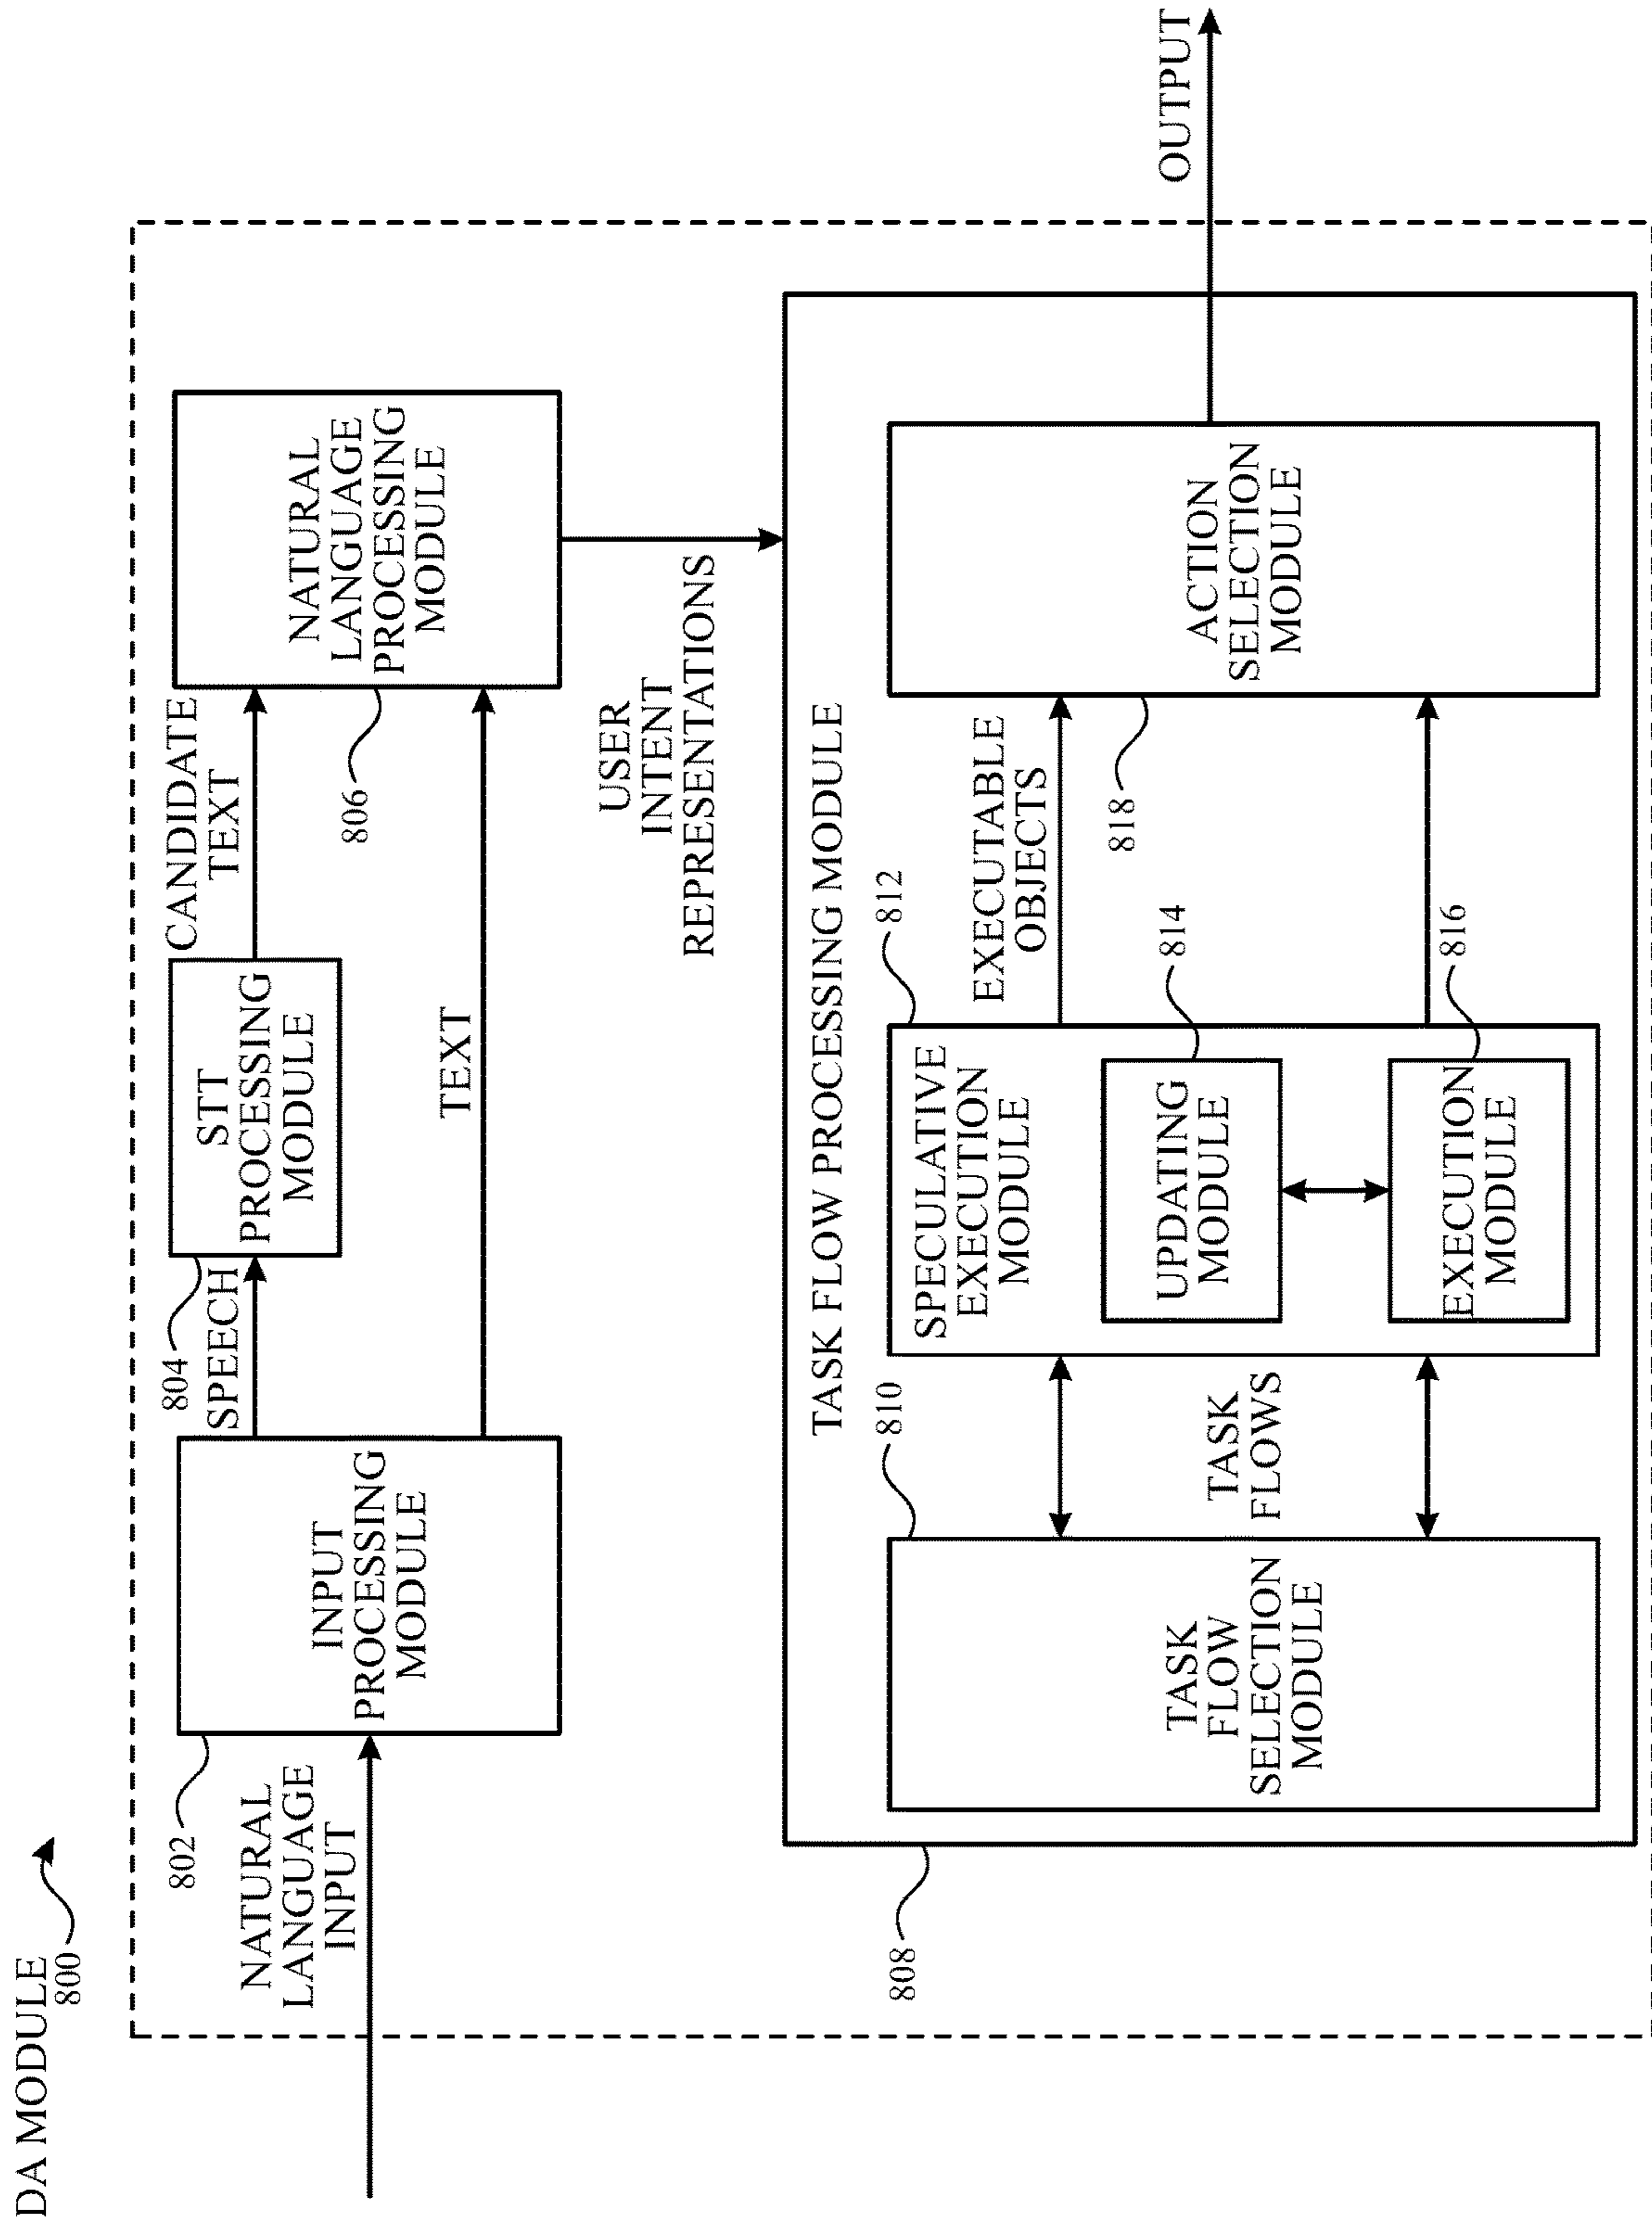 DA MODULE
800
NATURAL
LANGUAGE
INPUT
802
INPUT
PROCESSING
MODULE
SPEECH
804
STT
PROCESSING
MODULE
CANDIDATE
TEXT
TEXT
806
NATURAL
LANGUAGE
PROCESSING
MODULE
USER
INTENT
REPRESENTATIONS
808
TASK FLOW PROCESSING MODULE
810
TASK
FLOW
SELECTION
MODULE
TASK
FLOWS
812
SPECULATIVE
EXECUTION
MODULE
814
UPDATING
MODULE
816
EXECUTION
MODULE
EXECUTABLE
OBJECTS
818
ACTION
SELECTION
MODULE
OUTPUT